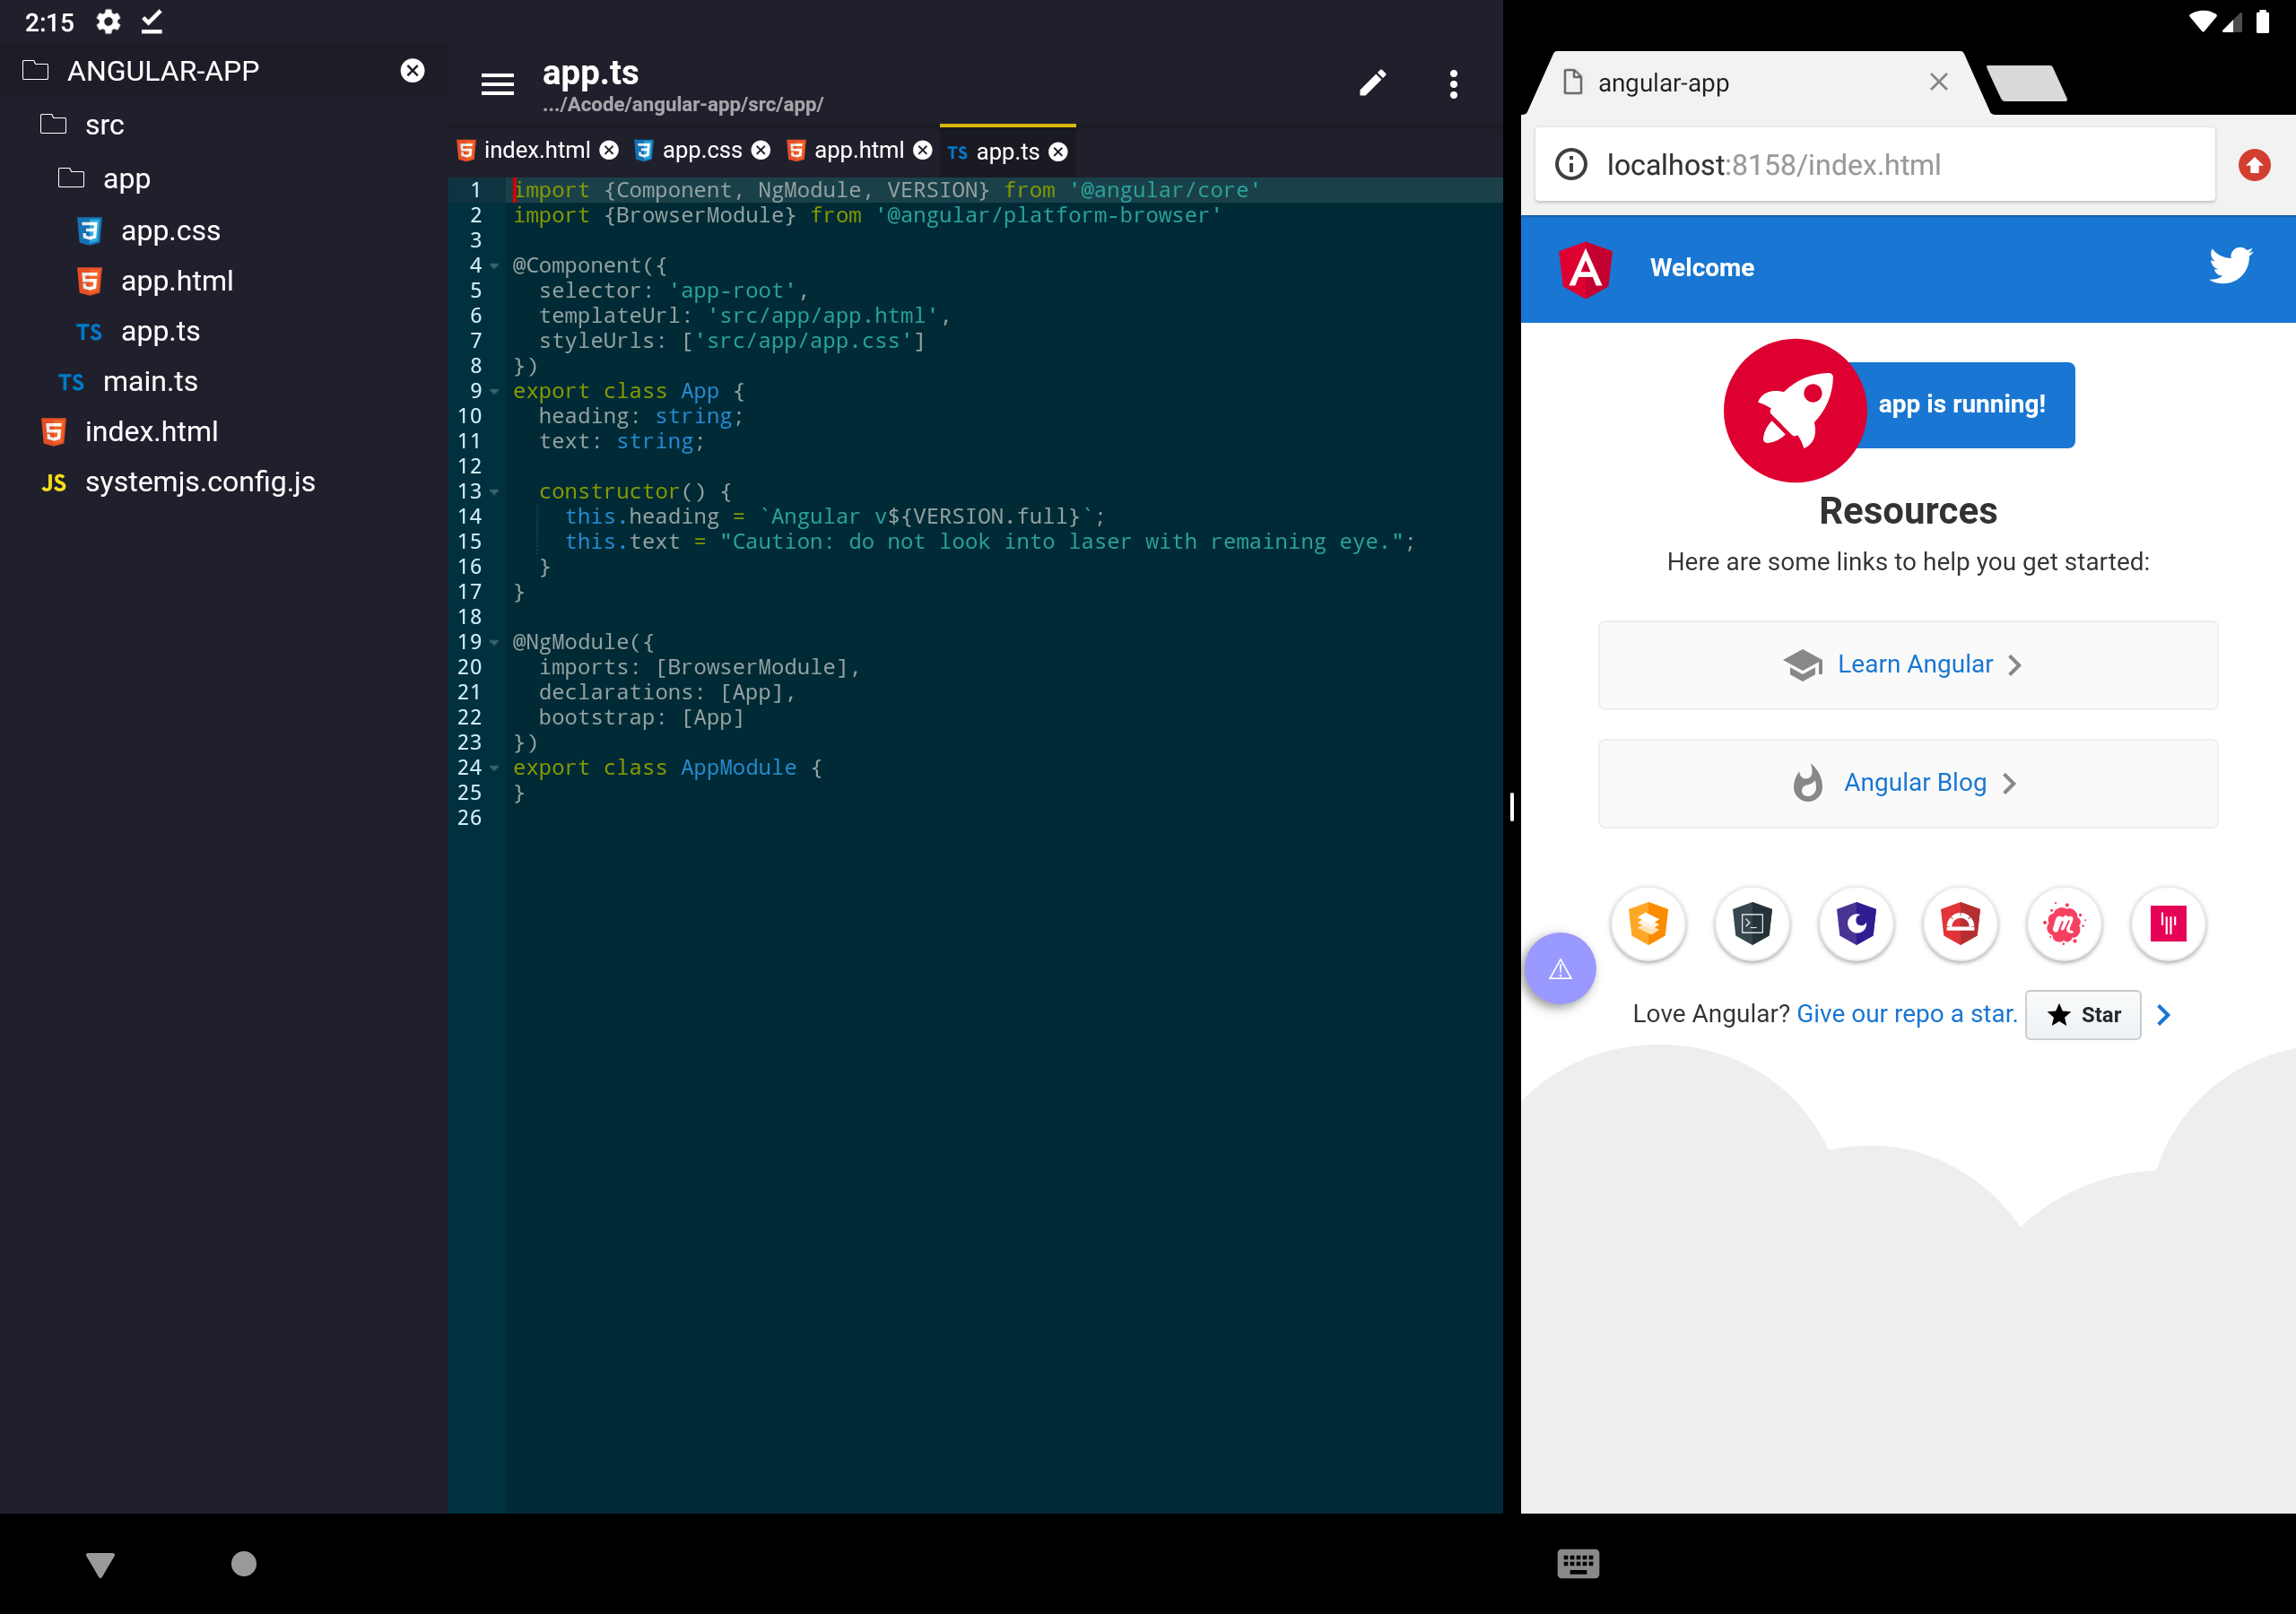 2:15
ANGULAR-APP
src
app
app.css
app.html
TS app.ts
TS main.ts
index.html
JS systemjs.config.js
app.ts
.../Acode/angular-app/src/app/
index.html app.css app.html TS app.ts
1 import {Component, NgModule, VERSION} from '@angular/core'
2 import {BrowserModule} from '@angular/platform-browser'
3
4 @Component({
5   selector: 'app-root',
6   templateUrl: 'src/app/app.html',
7   styleUrls: ['src/app/app.css']
8 })
9 export class App {
10   heading: string;
11   text: string;
12
13   constructor() {
14     this.heading = `Angular v${VERSION.full}`;
15     this.text = "Caution: do not look into laser with remaining eye.";
16   }
17 }
18
19 @NgModule({
20   imports: [BrowserModule],
21   declarations: [App],
22   bootstrap: [App]
23 })
24 export class AppModule {
25 }
26
angular-app
localhost:8158/index.html
A Welcome
app is running!
Resources
Here are some links to help you get started:
Learn Angular
Angular Blog
m
Love Angular? Give our repo a star. Star